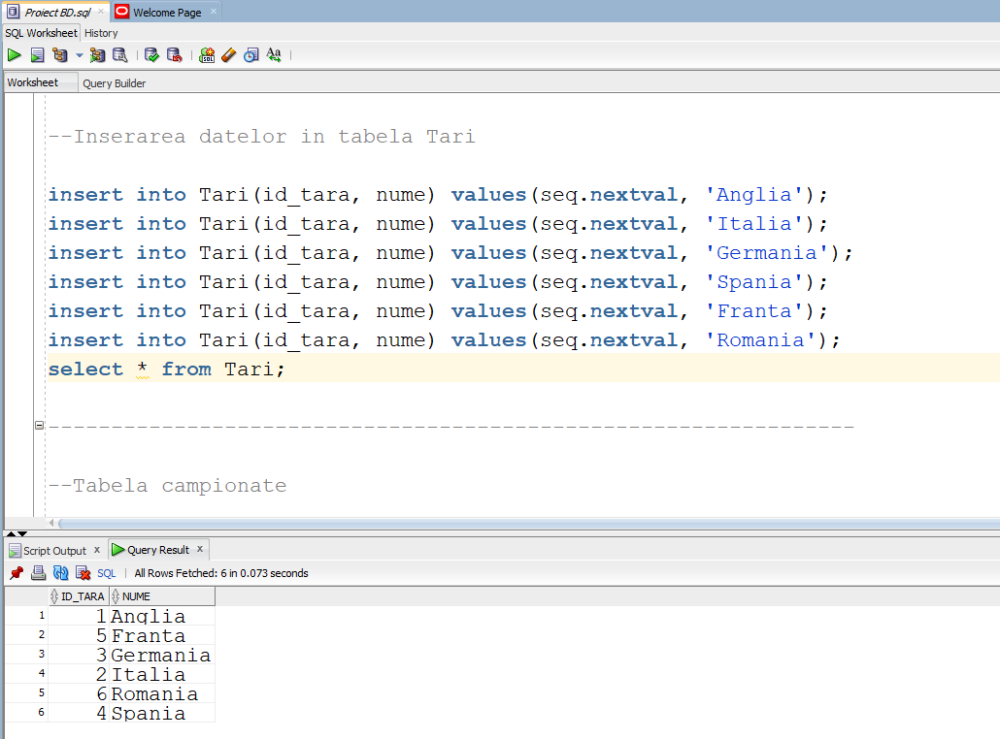 Proiect BD.sql × Welcome Page ×
SQL Worksheet History
Worksheet Query Builder
--Inserarea datelor in tabela Tari
insert into Tari(id_tara, nume) values(seq.nextval, 'Anglia');
insert into Tari(id_tara, nume) values(seq.nextval, 'Italia');
insert into Tari(id_tara, nume) values(seq.nextval, 'Germania');
insert into Tari(id_tara, nume) values(seq.nextval, 'Spania');
insert into Tari(id_tara, nume) values(seq.nextval, 'Franta');
insert into Tari(id_tara, nume) values(seq.nextval, 'Romania');
select * from Tari;
----------------------------------------------------------------
--Tabela campionate
Script Output × Query Result ×
SQL | All Rows Fetched: 6 in 0.073 seconds
ID_TARA NUME
1 1 Anglia
2 5 Franta
3 3 Germania
4 2 Italia
5 6 Romania
6 4 Spania